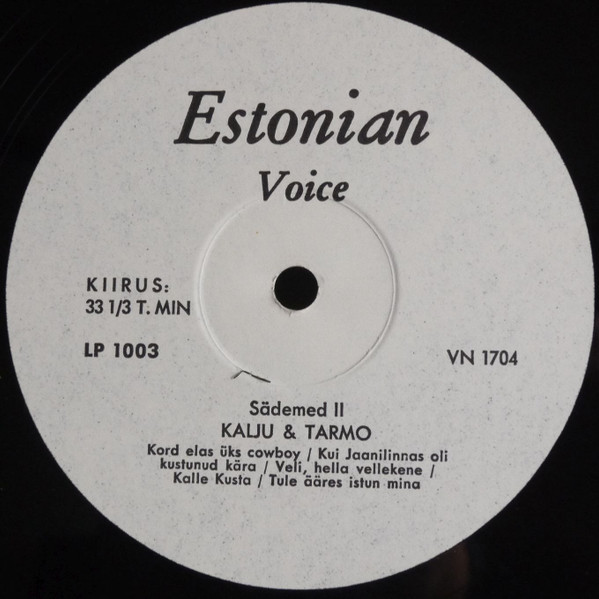 Estonian
Voice
KIIRUS:
33 1/3 T. MIN
LP 1003
VN 1704
Sädemed II
KALJU & TARMO
Kord elas üks cowboy / Kui Jaanilinnas oli
kustunud kära / Veli, hella vellekene /
Kalle Kusta / Tule ääres istun mina